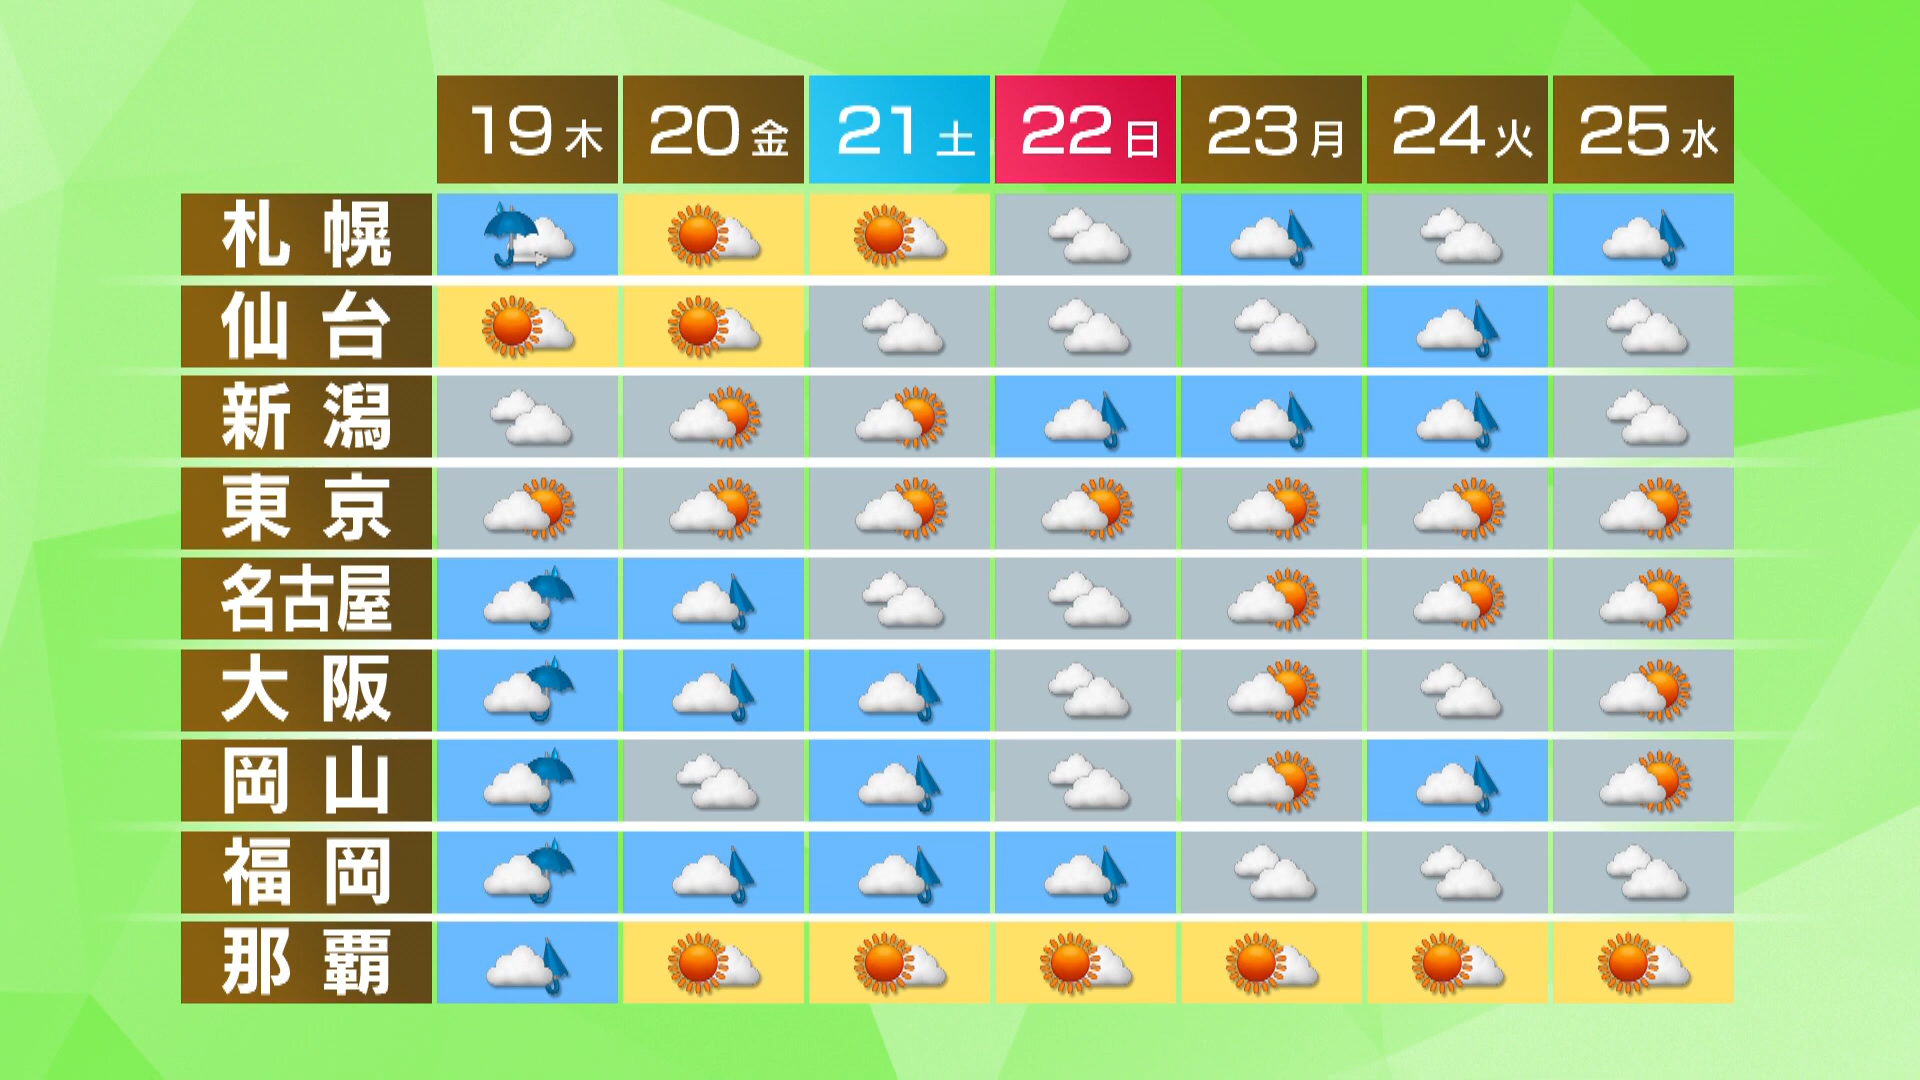 19木 20金 21土 22日 23月 24火 25水
札幌
仙台
新潟
東京
名古屋
大阪
岡山
福岡
那覇